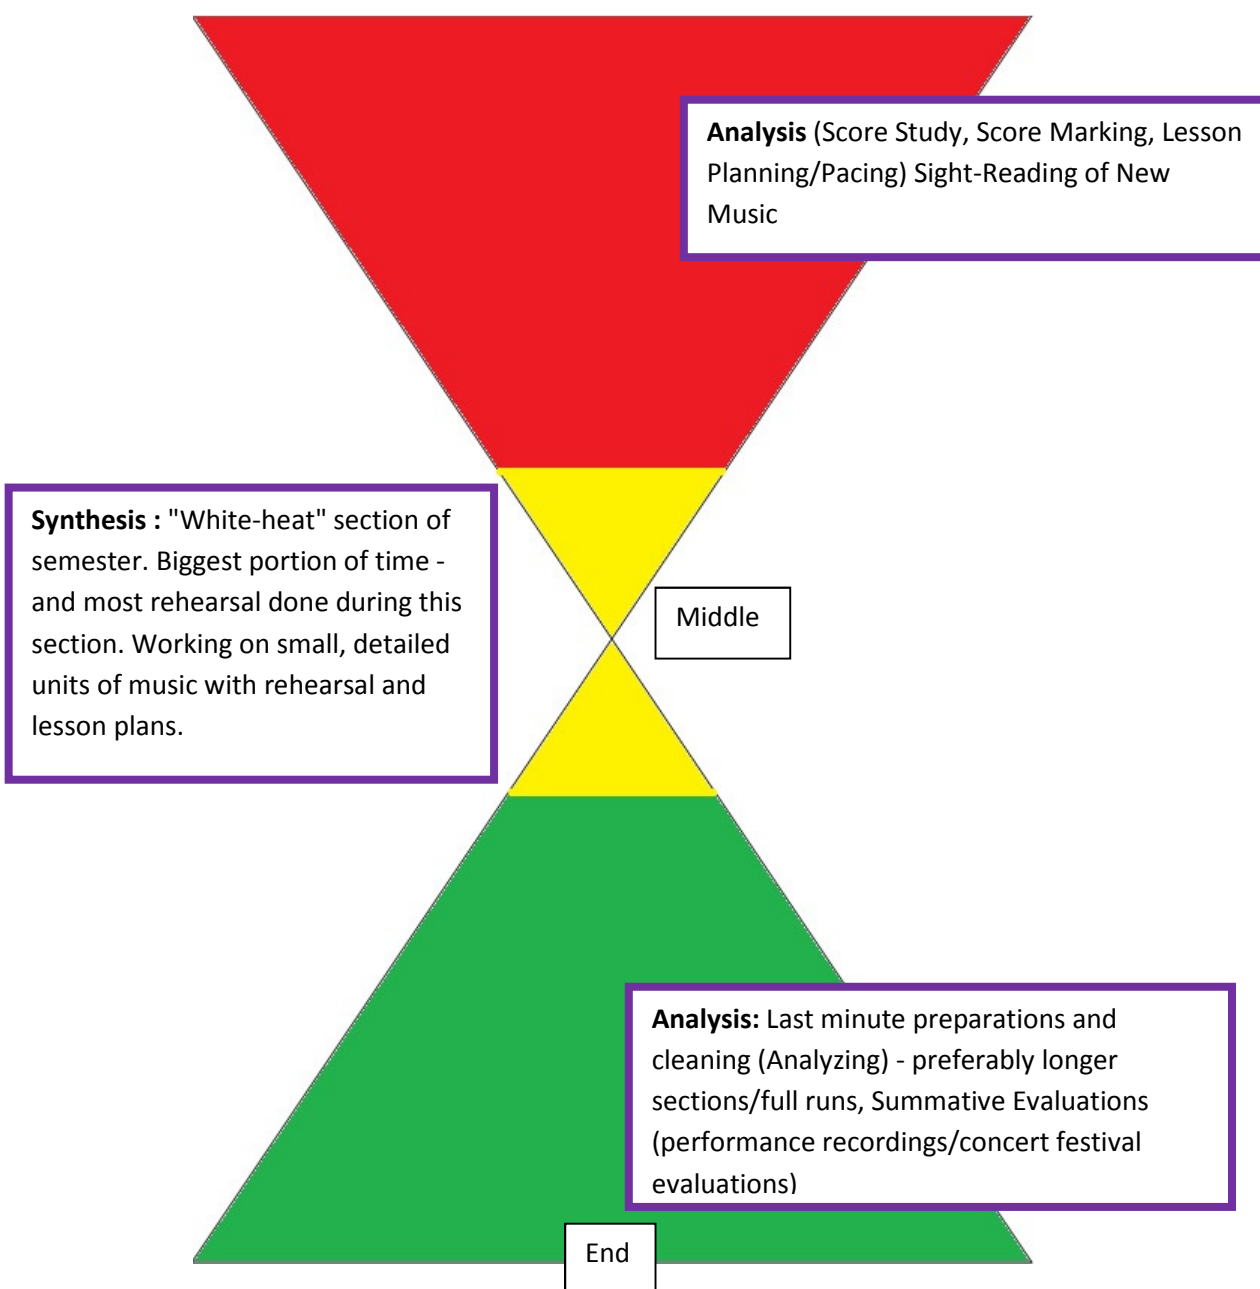 Analysis (Score Study, Score Marking, Lesson
Planning/Pacing) Sight-Reading of New
Music
Synthesis : "White-heat" section of
semester. Biggest portion of time -
and most rehearsal done during this
section. Working on small, detailed
units of music with rehearsal and
lesson plans.
Middle
Analysis: Last minute preparations and
cleaning (Analyzing) - preferably longer
sections/full runs, Summative Evaluations
(performance recordings/concert festival
evaluations)
End